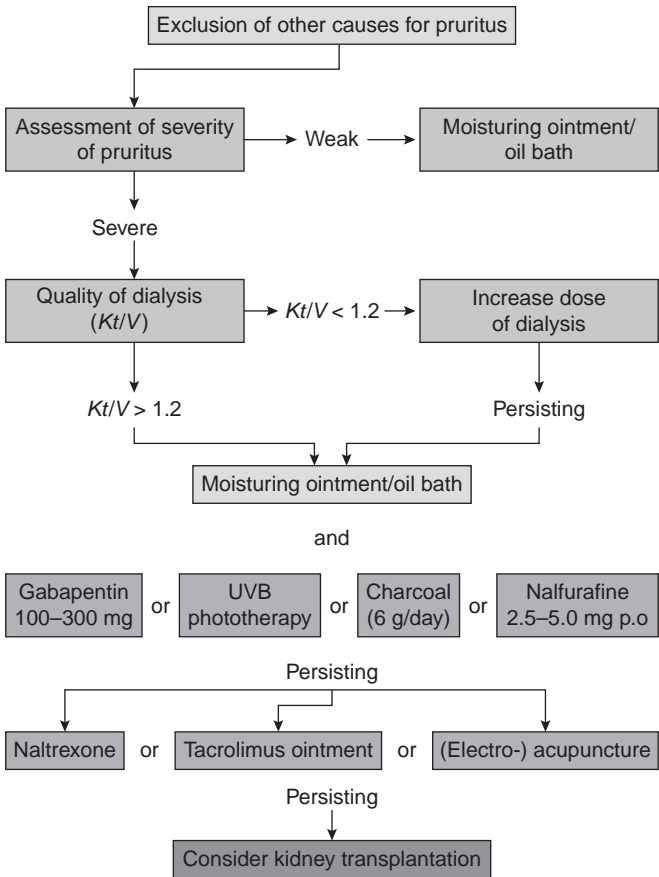 Exclusion of other causes for pruritus
Assessment of severity
of pruritus
Weak
Moisturing ointment/
oil bath
Severe
Quality of dialysis
(Kt/V)
Kt/V < 1.2
Increase dose
of dialysis
Kt/V > 1.2
Persisting
Moisturing ointment/oil bath
and
Gabapentin
100–300 mg
or
UVB
phototherapy
or
Charcoal
(6 g/day)
or
Nalfurafine
2.5–5.0 mg p.o
Persisting
Naltrexone
or
Tacrolimus ointment
or
(Electro-) acupuncture
Persisting
Consider kidney transplantation